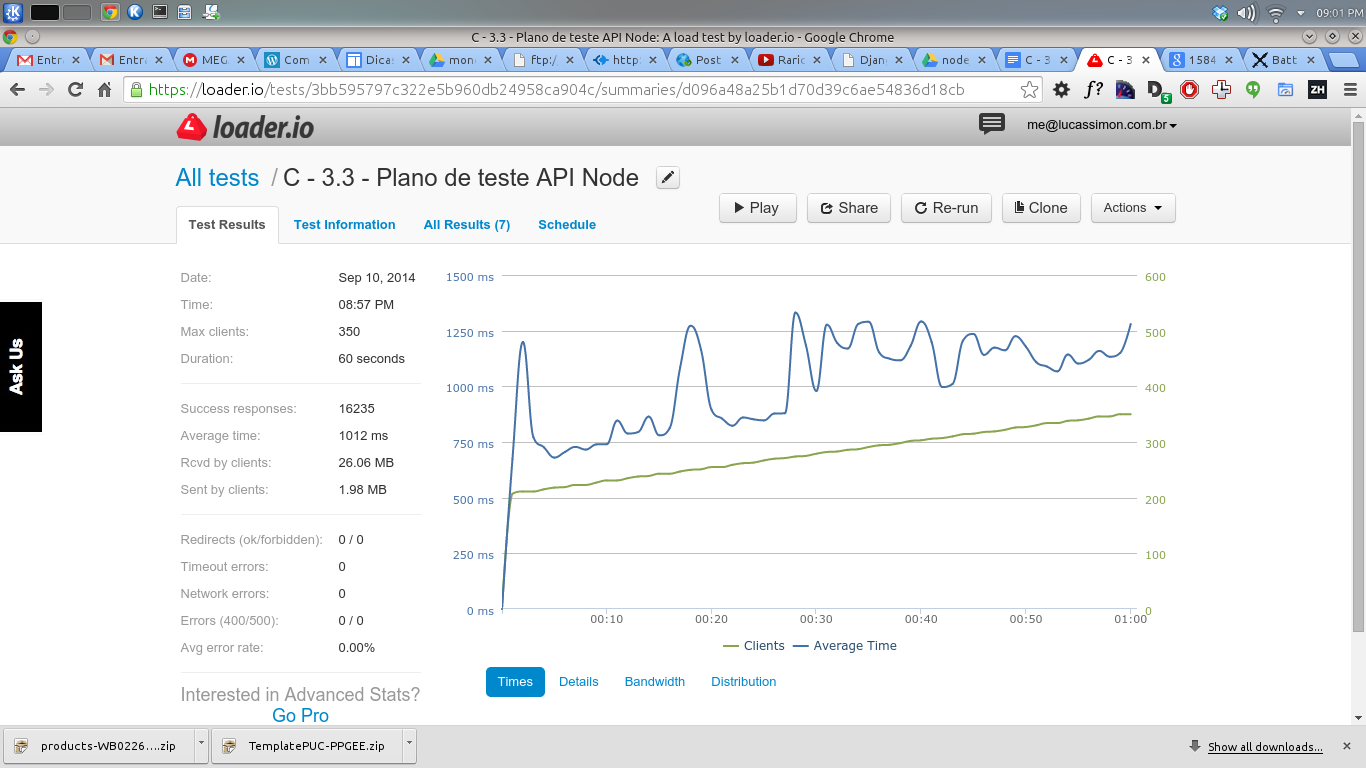 09:01 PM
C - 3.3 - Plano de teste API Node: A load test by loader.io - Google Chrome
Entra Entra MEG Com Dicas mon ftp:/ http: Post Raric Djan node C - 3 C - 3 1584 Batt
https://loader.io/tests/3bb595797c322e5b960db24958ca904c/summaries/d096a48a25b1d70d39c6ae54836d18cb
f? D 5 ZH
loader.io
me@lucassimon.com.br
All tests / C - 3.3 - Plano de teste API Node
Play Share Re-run Clone Actions
Test Results Test Information All Results (7) Schedule
Date: Sep 10, 2014
Time: 08:57 PM
Max clients: 350
Duration: 60 seconds
Success responses: 16235
Average time: 1012 ms
Rcvd by clients: 26.06 MB
Sent by clients: 1.98 MB
Redirects (ok/forbidden): 0 / 0
Timeout errors: 0
Network errors: 0
Errors (400/500): 0 / 0
Avg error rate: 0.00%
Interested in Advanced Stats?
Go Pro
Ask Us
1500 ms 600
1250 ms 500
1000 ms 400
750 ms 300
500 ms 200
250 ms 100
0 ms 0
00:10 00:20 00:30 00:40 00:50 01:00
Clients Average Time
Times Details Bandwidth Distribution
products-WB0226....zip TemplatePUC-PPGEE.zip Show all downloads...